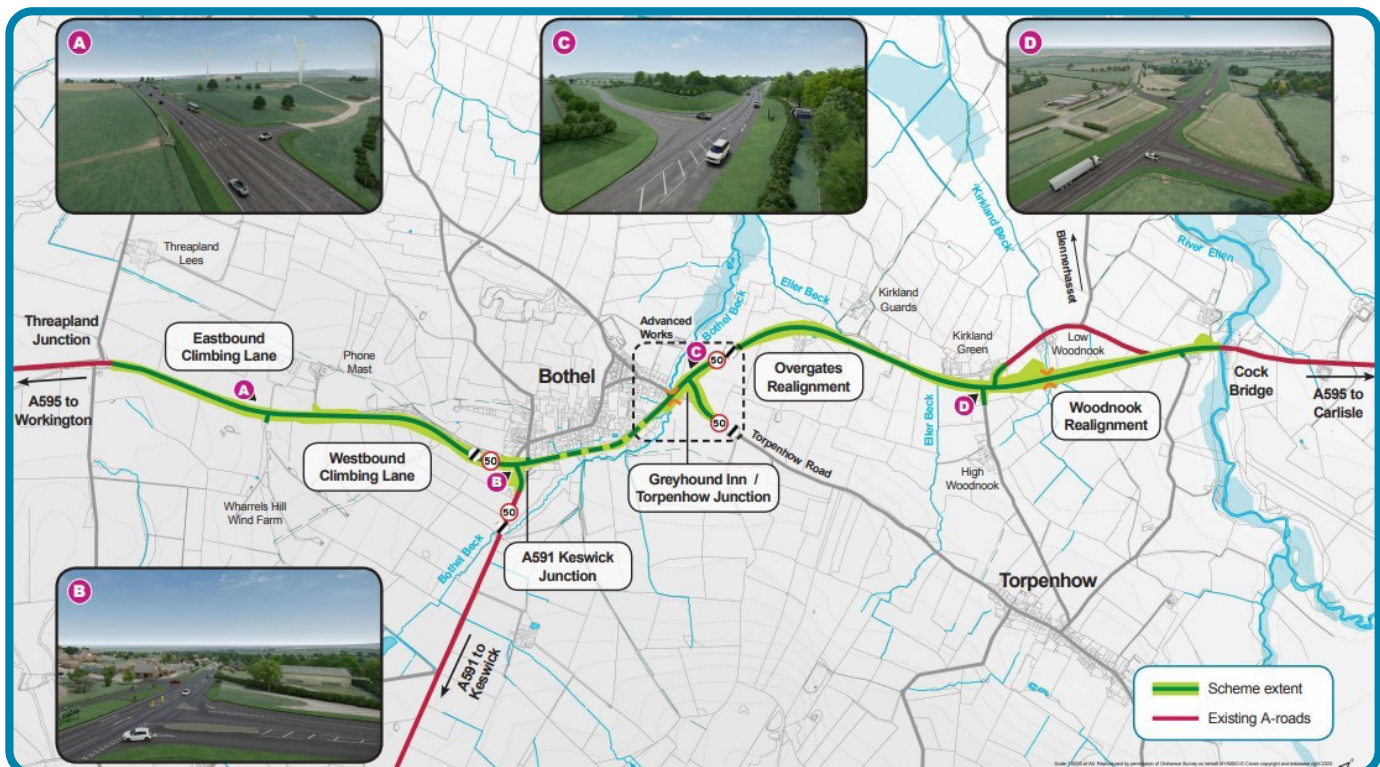 A
C
D
B
Threapland
Lees
Threapland
Junction
Eastbound
Climbing Lane
Phone
Mast
A
A595 to
Workington
Westbound
Climbing Lane
Wharrels Hill
Wind Farm
Bothel
50
B
50
A591 Keswick
Junction
Bothel Beck
A591 to
Keswick
Advanced
Works
C
50
50
Bothel Beck
Eller Beck
Overgates
Realignment
Greyhound Inn /
Torpenhow Junction
Torpenhow Road
Kirkland
Guards
Kirkland
Green
Kirkland Beck
Blennerhasset
Low
Woodnook
D
Eller Beck
High
Woodnook
Woodnook
Realignment
River Ellen
Cock
Bridge
A595 to
Carlisle
Torpenhow
Scheme extent
Existing A-roads